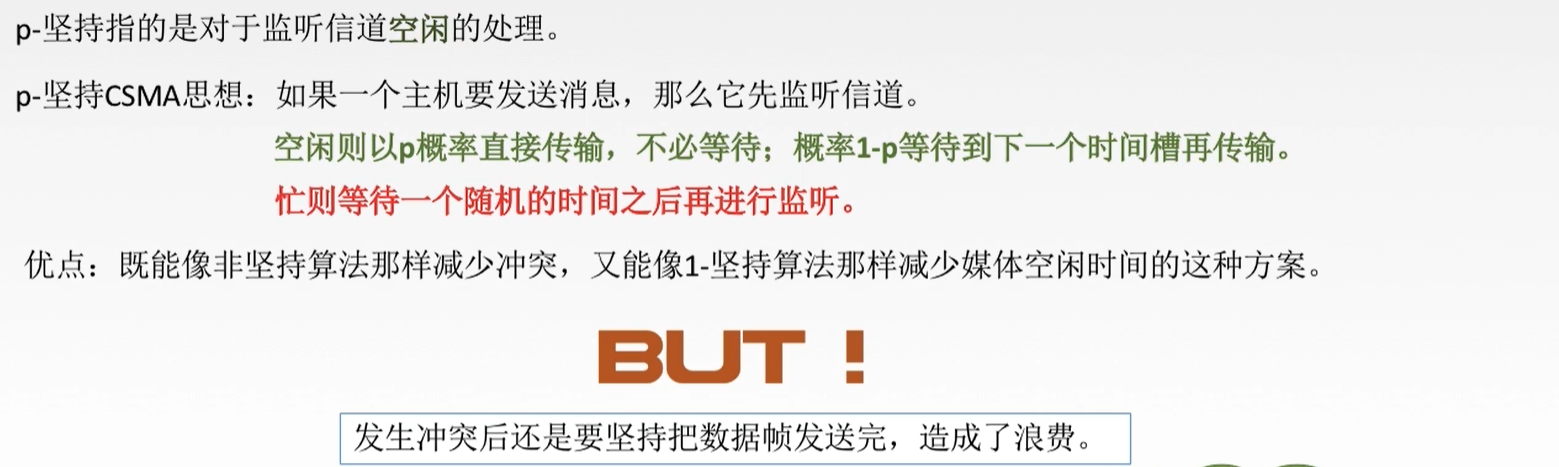 p-坚持指的是对于监听信道空闲的处理。
p-坚持CSMA思想：如果一个主机要发送消息，那么它先监听信道。
空闲则以p概率直接传输，不必等待；概率1-p等待到下一个时间槽再传输。
忙则等待一个随机的时间之后再进行监听。
优点：既能像非坚持算法那样减少冲突，又能像1-坚持算法那样减少媒体空闲时间的这种方案。
BUT！
发生冲突后还是要坚持把数据帧发送完，造成了浪费。